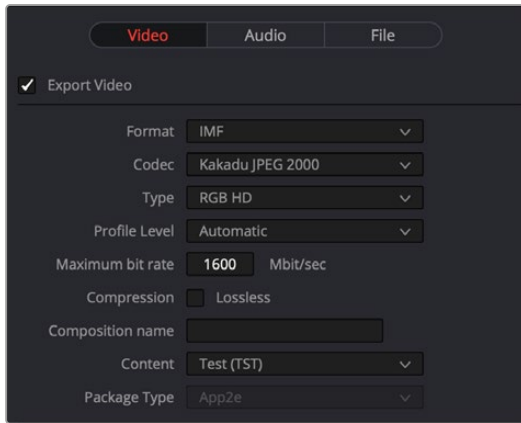 Video Audio File
Export Video
Format IMF
Codec Kakadu JPEG 2000
Type RGB HD
Profile Level Automatic
Maximum bit rate 1600 Mbit/sec
Compression Lossless
Composition name
Content Test (TST)
Package Type App2e